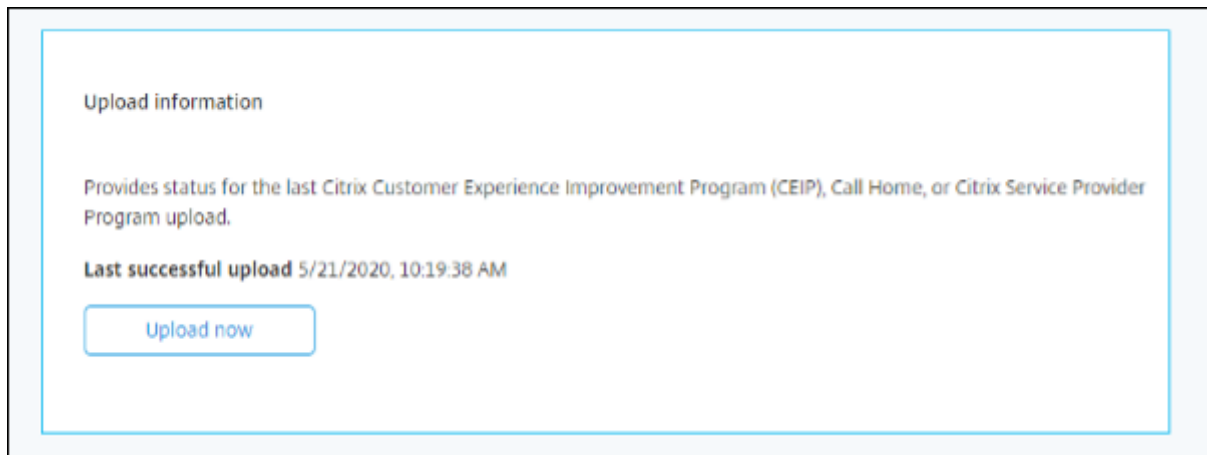 Upload information
Provides status for the last Citrix Customer Experience Improvement Program (CEIP), Call Home, or Citrix Service Provider
Program upload.
Last successful upload 5/21/2020, 10:19:38 AM
Upload now